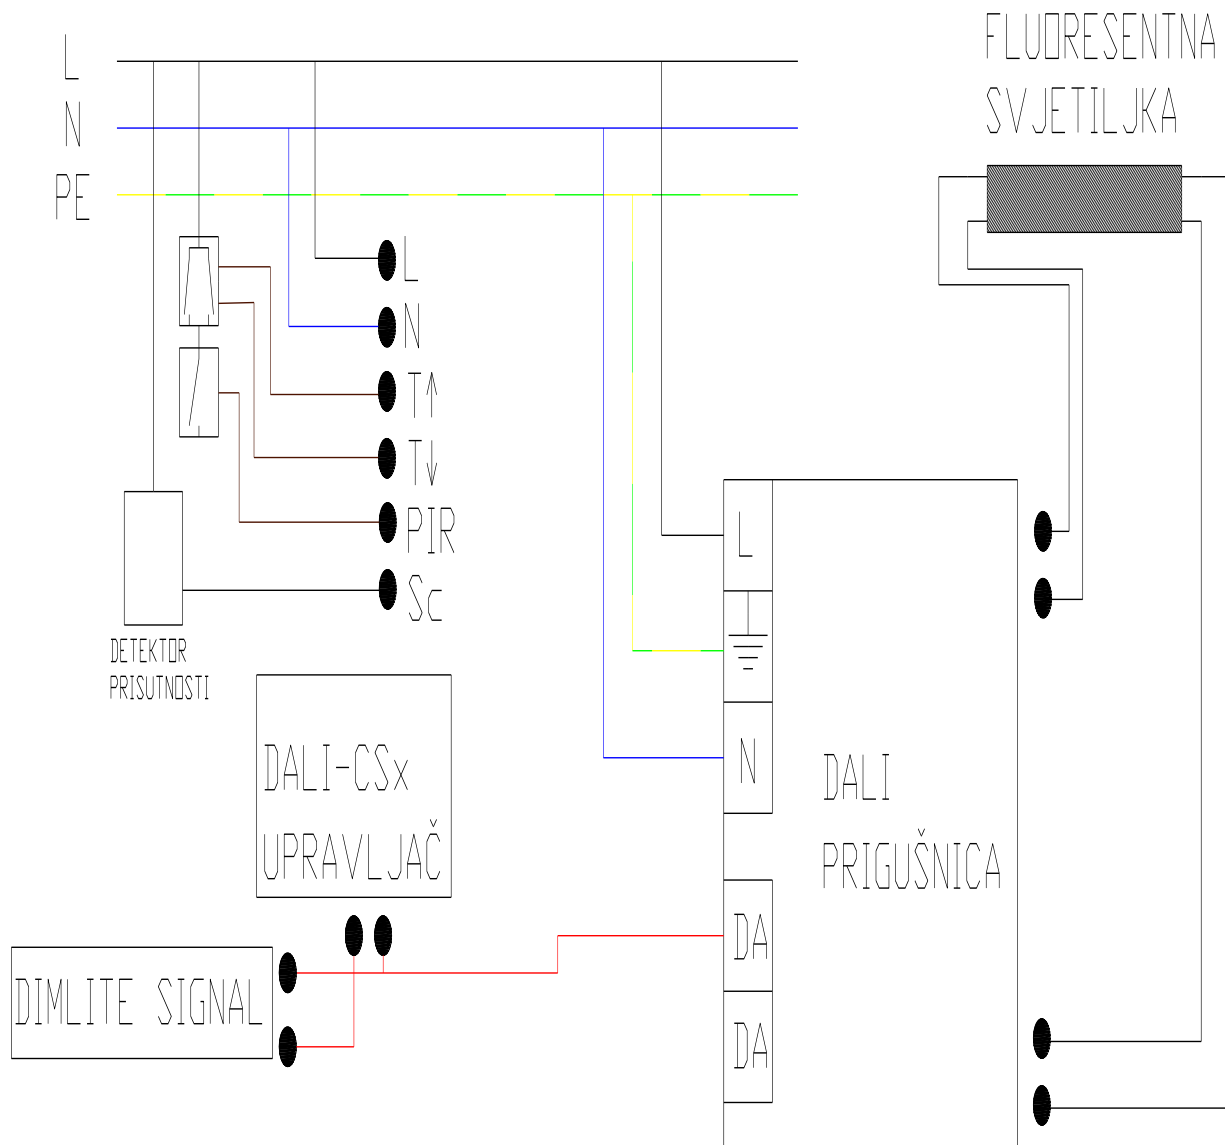 FLUORESENTNA
SVJETILJKA
L
N
PE
L
N
T↑
T↓
PIR
Sc
DETEKTOR
PRISUTNOSTI
L
N
DALI
PRIGUŠNICA
DA
DA
DALI-CSx
UPRAVLJAČ
DIMLITE SIGNAL